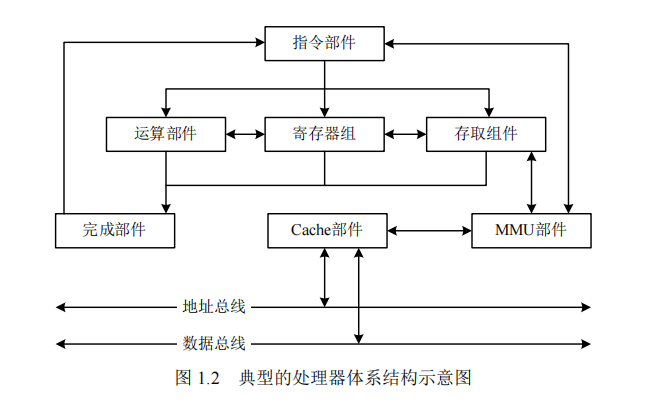 指令部件
运算部件
寄存器组
存取组件
完成部件
Cache部件
MMU部件
地址总线
数据总线
图 1.2 典型的处理器体系结构示意图